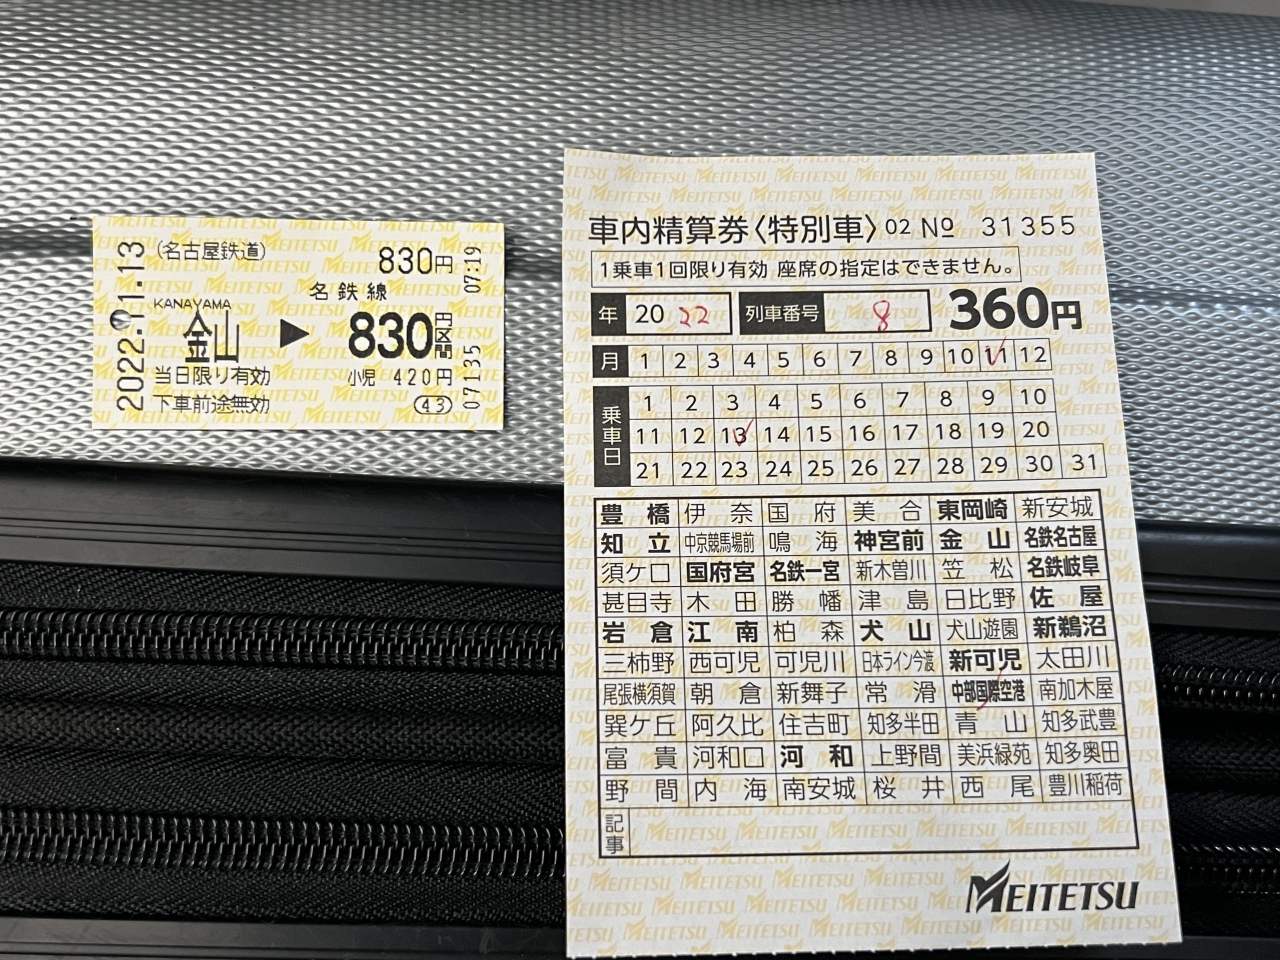 2022.11.13
(名古屋鉄道)
830円
名鉄線
KANAYAMA
金山 ▶ 830円区間
当日限り有効
小児 420円
下車前途無効
(43)
07135
07:19
車内精算券〈特別車〉02 No 31355
1乗車1回限り有効 座席の指定はできません。
年 2022 列車番号 8 360円
月 1 2 3 4 5 6 7 8 9 10 11 12
乗車日
1 2 3 4 5 6 7 8 9 10
11 12 13 14 15 16 17 18 19 20
21 22 23 24 25 26 27 28 29 30 31
豊橋 伊奈 国府 美合 東岡崎 新安城
知立 中京競馬場前 鳴海 神宮前 金山 名鉄名古屋
須ケ口 国府宮 名鉄一宮 新木曽川 笠松 名鉄岐阜
甚目寺 木田 勝幡 津島 日比野 佐屋
岩倉 江南 柏森 犬山 犬山遊園 新鵜沼
三柿野 西可児 可児川 日本ライン今渡 新可児 太田川
尾張横須賀 朝倉 新舞子 常滑 中部国際空港 南加木屋
巽ケ丘 阿久比 住吉町 知多半田 青山 知多武豊
富貴 河和口 河和 上野間 美浜緑苑 知多奥田
野間 内海 南安城 桜井 西尾 豊川稲荷
記事
MEITETSU